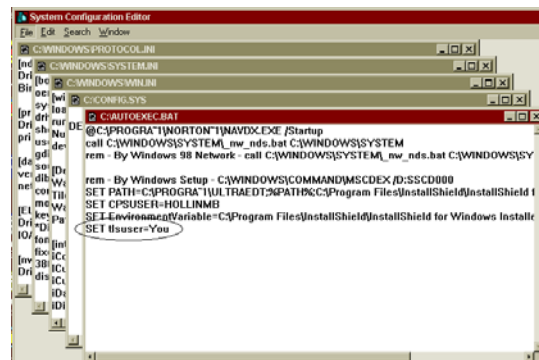 System Configuration Editor
File Edit Search Window
C:\WINDOWS\PROTOCOL.INI
C:\WINDOWS\SYSTEM.INI
C:\WINDOWS\WIN.INI
C:\CONFIG.SYS
C:\AUTOEXEC.BAT
@C:\PROGRA~1\NORTON~1\NAVDX.EXE /Startup
call C:\WINDOWS\SYSTEM\_nw_nds.bat C:\WINDOWS\SYSTEM
rem - By Windows 98 Network - call C:\WINDOWS\SYSTEM\_nw_nds.bat C:\WINDOWS\SY
rem - By Windows Setup - C:\WINDOWS\COMMAND\MSCDEX /D:SSCD000
SET PATH=C:\PROGRA~1\ULTRAEDT;%PATH%;C:\Program Files\InstallShield\InstallShield f
SET CPSUSER=HOLLINMB
SET EnvironmentVariable=C:\Program Files\InstallShield\InstallShield for Windows Installe
SET tlsuser=You